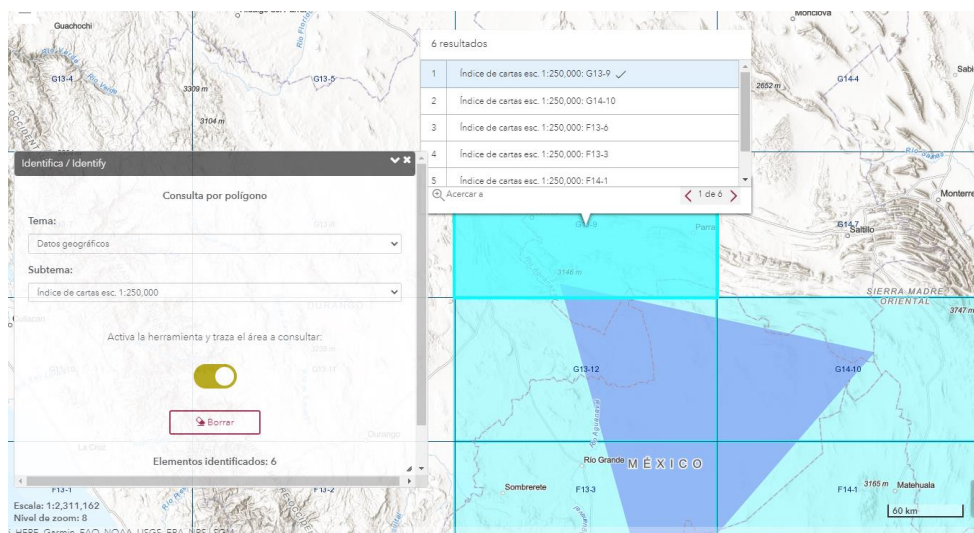 Guachochi
Monclova
6 resultados
1 Índice de cartas esc. 1:250,000: G13-9
2 Índice de cartas esc. 1:250,000: G14-10
3 Índice de cartas esc. 1:250,000: F13-6
4 Índice de cartas esc. 1:250,000: F13-3
5 Índice de cartas esc. 1:250,000: F14-1
Acercar a
1 de 6
G13-4
3309 m
G13-5
3104 m
2652 m
G14-4
Monterre
G14-7
Saltillo
SIERRA MADRE
ORIENTAL
3747 m
G13-9
Parra
3146 m
Identifica / Identify
Consulta por polígono
Tema:
Datos geográficos
Subtema:
Índice de cartas esc. 1:250,000
Activa la herramienta y traza el área a consultar:
Borrar
Elementos identificados: 6
La Cruz
Durango
G13-12
G14-10
Río Aguanaval
Río Grande
MÉXICO
Sombrerete
F13-3
F14-1
3165 m
Matehuala
60 km
F13-1
F13-2
Escala: 1:2,311,162
Nivel de zoom: 8